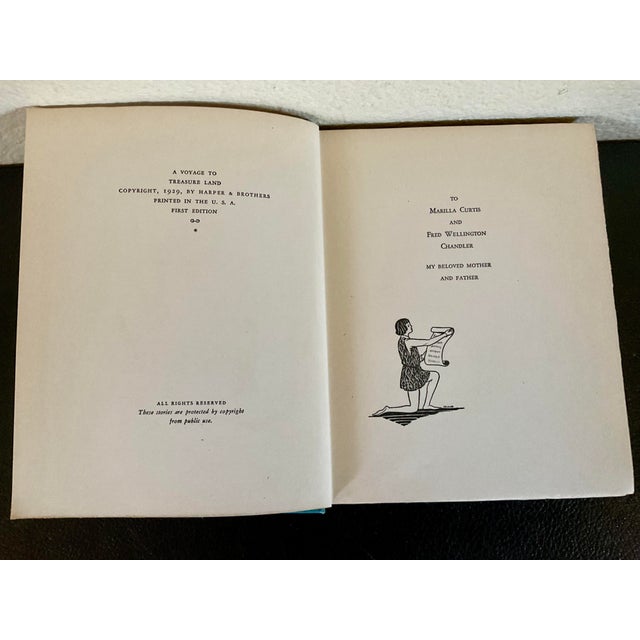 A VOYAGE TO
TREASURE LAND
COPYRIGHT, 1929, BY HARPER & BROTHERS
PRINTED IN THE U. S. A.
FIRST EDITION
ALL RIGHTS RESERVED
These stories are protected by copyright
from public use.
TO
MARILLA CURTIS
AND
FRED WELLINGTON
CHANDLER
MY BELOVED MOTHER
AND FATHER